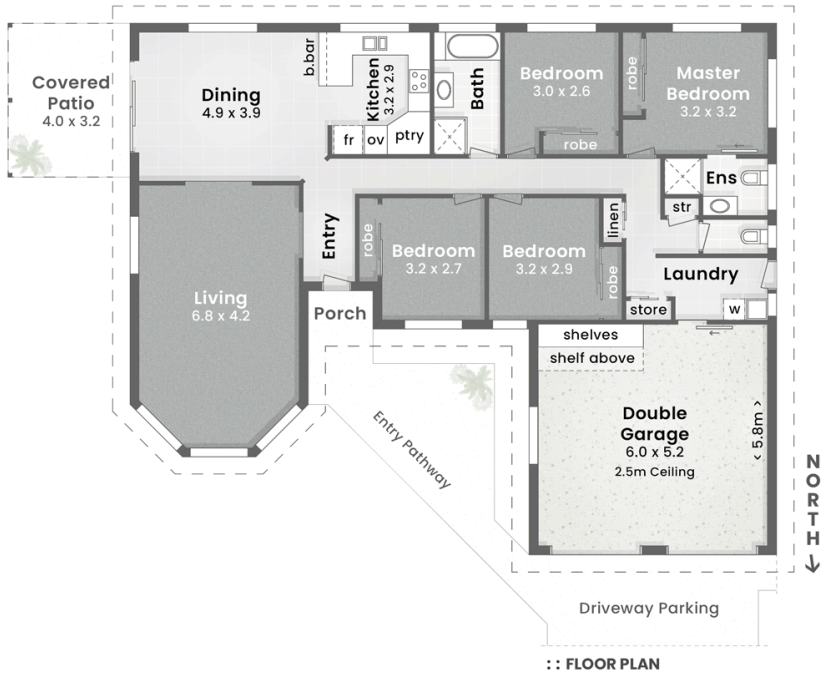 Covered
Patio
4.0 x 3.2
Dining
4.9 x 3.9
b.bar
Kitchen
3.2 x 2.9
fr
ov
ptry
Bath
Bedroom
3.0 x 2.6
robe
robe
Master
Bedroom
3.2 x 3.2
Ens
str
linen
Entry
robe
Bedroom
3.2 x 2.7
Bedroom
3.2 x 2.9
robe
Laundry
store
w
Living
6.8 x 4.2
Porch
shelves
shelf above
Double
Garage
6.0 x 5.2
2.5m Ceiling
< 5.8m >
Entry Pathway
NORTH
Driveway Parking
:: FLOOR PLAN